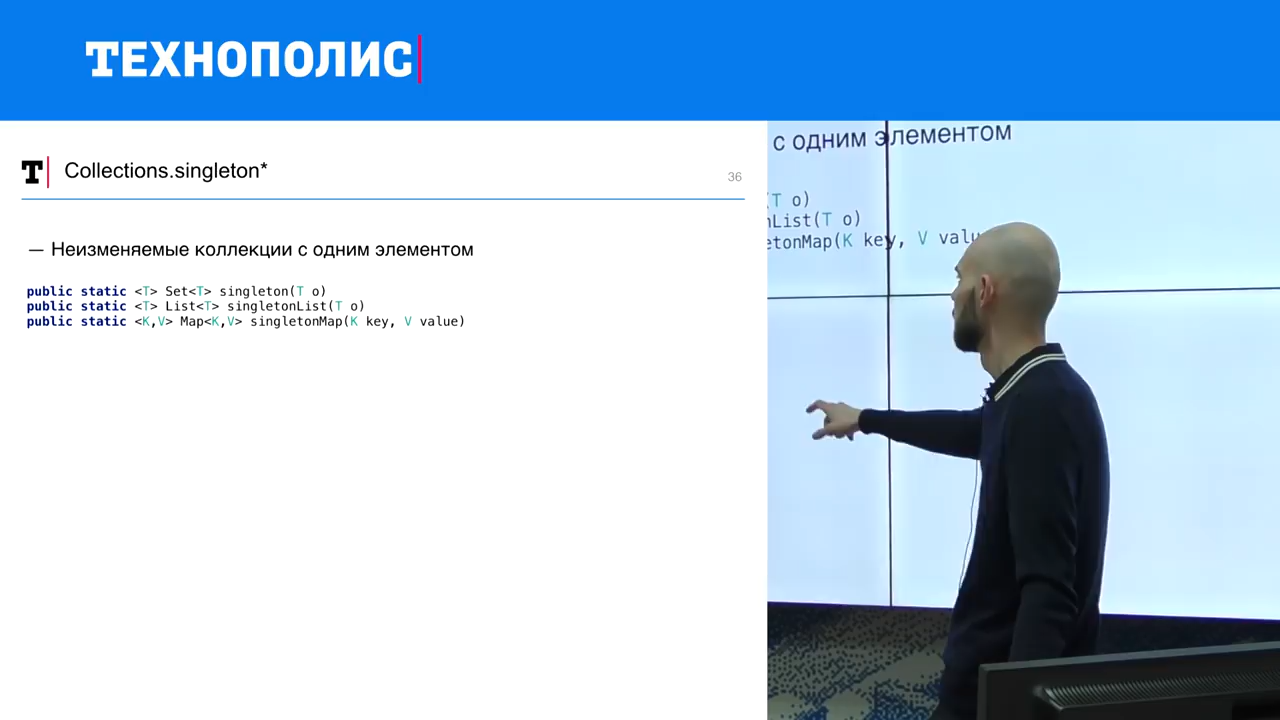 ТЕХНОПОЛИС
T Collections.singleton*
36
— Неизменяемые коллекции с одним элементом
public static <T> Set<T> singleton(T o)
public static <T> List<T> singletonList(T o)
public static <K,V> Map<K,V> singletonMap(K key, V value)
с одним элементом
(T o)
nList(T o)
etonMap(K key, V valu